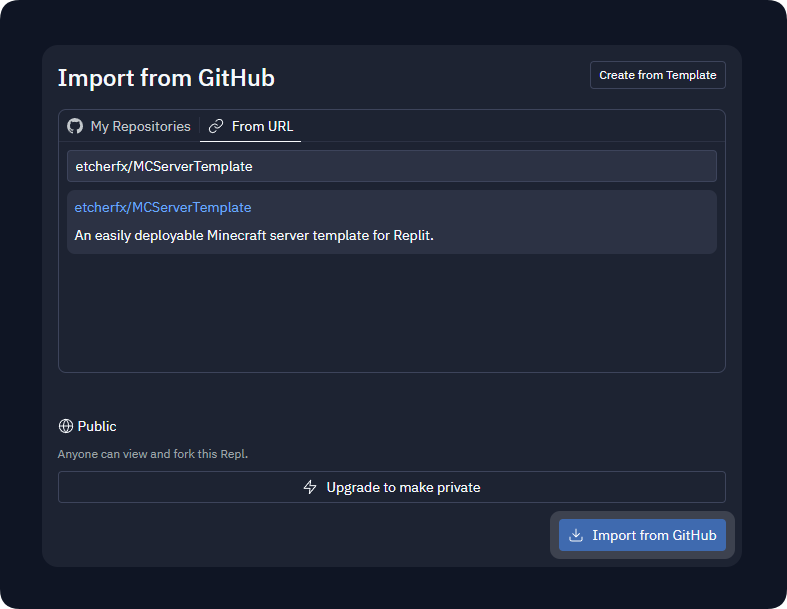 Import from GitHub
Create from Template
My Repositories
From URL
etcherfx/MCServerTemplate
etcherfx/MCServerTemplate
An easily deployable Minecraft server template for Replit.
Public
Anyone can view and fork this Repl.
Upgrade to make private
Import from GitHub